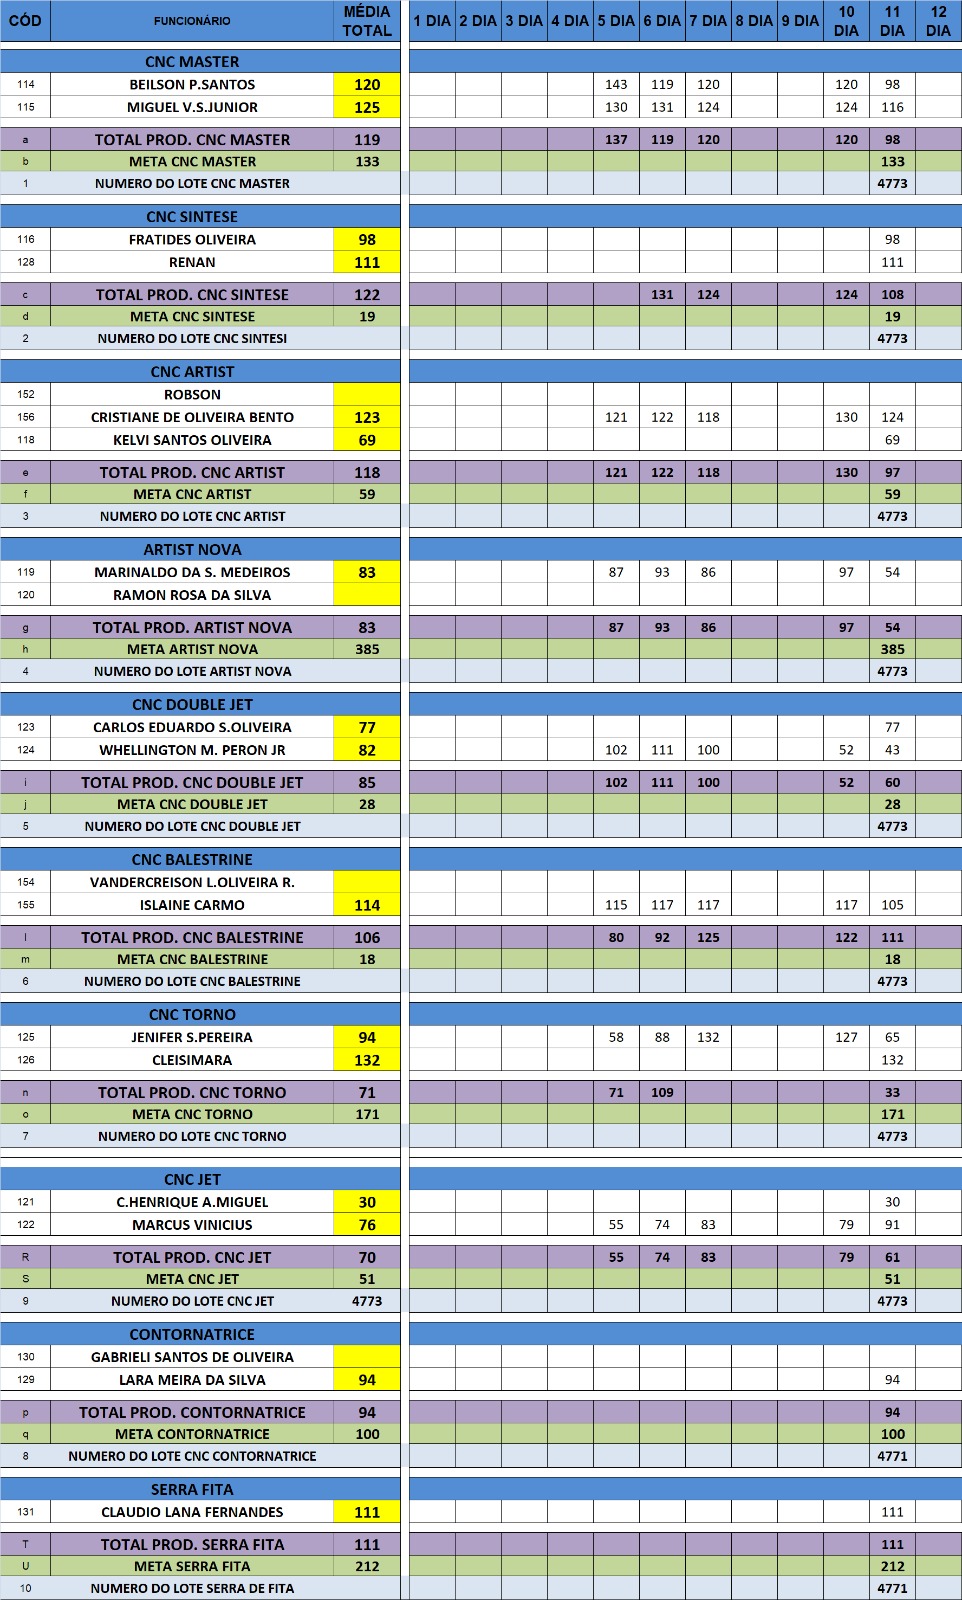 CÓD FUNCIONÁRIO MÉDIA TOTAL 1 DIA 2 DIA 3 DIA 4 DIA 5 DIA 6 DIA 7 DIA 8 DIA 9 DIA 10 DIA 11 DIA 12 DIA
CNC MASTER
114 BEILSON P.SANTOS 120 143 119 120 120 98
115 MIGUEL V.S.JUNIOR 125 130 131 124 124 116
a TOTAL PROD. CNC MASTER 119 137 119 120 120 98
b META CNC MASTER 133 133
1 NUMERO DO LOTE CNC MASTER 4773
CNC SINTESE
116 FRATIDES OLIVEIRA 98 98
128 RENAN 111 111
c TOTAL PROD. CNC SINTESE 122 131 124 124 108
d META CNC SINTESE 19 19
2 NUMERO DO LOTE CNC SINTESI 4773
CNC ARTIST
152 ROBSON
156 CRISTIANE DE OLIVEIRA BENTO 123 121 122 118 130 124
118 KELVI SANTOS OLIVEIRA 69 69
e TOTAL PROD. CNC ARTIST 118 121 122 118 130 97
f META CNC ARTIST 59 59
3 NUMERO DO LOTE CNC ARTIST 4773
ARTIST NOVA
119 MARINALDO DA S. MEDEIROS 83 87 93 86 97 54
120 RAMON ROSA DA SILVA
g TOTAL PROD. ARTIST NOVA 83 87 93 86 97 54
h META ARTIST NOVA 385 385
4 NUMERO DO LOTE ARTIST NOVA 4773
CNC DOUBLE JET
123 CARLOS EDUARDO S.OLIVEIRA 77 77
124 WHELLINGTON M. PERON JR 82 102 111 100 52 43
i TOTAL PROD. CNC DOUBLE JET 85 102 111 100 52 60
j META CNC DOUBLE JET 28 28
5 NUMERO DO LOTE CNC DOUBLE JET 4773
CNC BALESTRINE
154 VANDERCREISON L.OLIVEIRA R.
155 ISLAINE CARMO 114 115 117 117 117 105
l TOTAL PROD. CNC BALESTRINE 106 80 92 125 122 111
m META CNC BALESTRINE 18 18
6 NUMERO DO LOTE CNC BALESTRINE 4773
CNC TORNO
125 JENIFER S.PEREIRA 94 58 88 132 127 65
126 CLEISIMARA 132 132
n TOTAL PROD. CNC TORNO 71 71 109 33
o META CNC TORNO 171 171
7 NUMERO DO LOTE CNC TORNO 4773
CNC JET
121 C.HENRIQUE A.MIGUEL 30 30
122 MARCUS VINICIUS 76 55 74 83 79 91
R TOTAL PROD. CNC JET 70 55 74 83 79 61
S META CNC JET 51 51
9 NUMERO DO LOTE CNC JET 4773 4773
CONTORNATRICE
130 GABRIELI SANTOS DE OLIVEIRA
129 LARA MEIRA DA SILVA 94 94
p TOTAL PROD. CONTORNATRICE 94 94
q META CONTORNATRICE 100 100
8 NUMERO DO LOTE CNC CONTORNATRICE 4771
SERRA FITA
131 CLAUDIO LANA FERNANDES 111 111
T TOTAL PROD. SERRA FITA 111 111
U META SERRA FITA 212 212
10 NUMERO DO LOTE SERRA DE FITA 4771